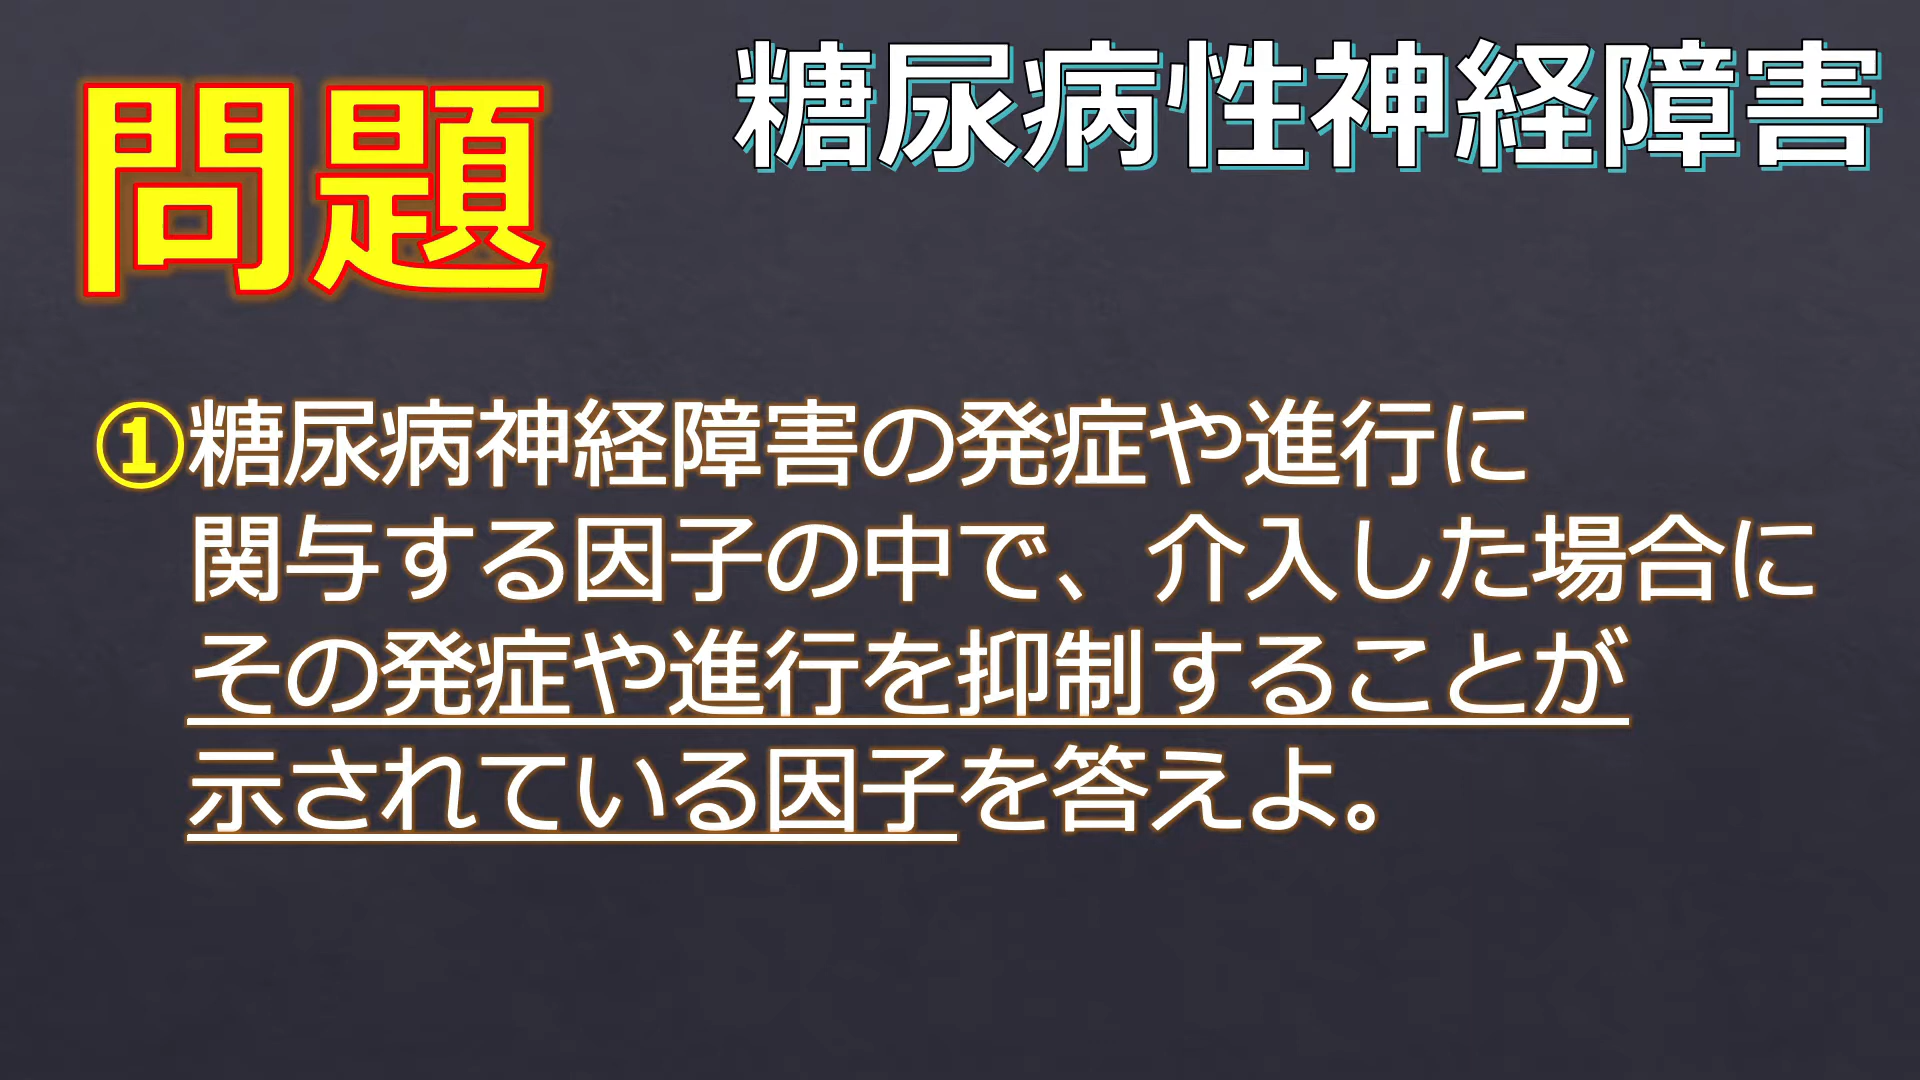 問題
糖尿病性神経障害
①糖尿病神経障害の発症や進行に
関与する因子の中で、介入した場合に
その発症や進行を抑制することが
示されている因子を答えよ。